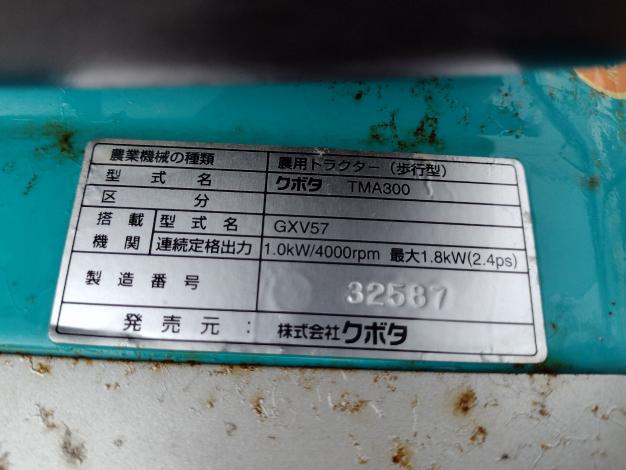 農業機械の種類 農用トラクター（歩行型）
型式名 クボタ TMA300
区分
搭載機関 型式名 GXV57
連続定格出力 1.0kW/4000rpm 最大1.8kW(2.4ps)
製造番号 32587
発売元： 株式会社クボタ